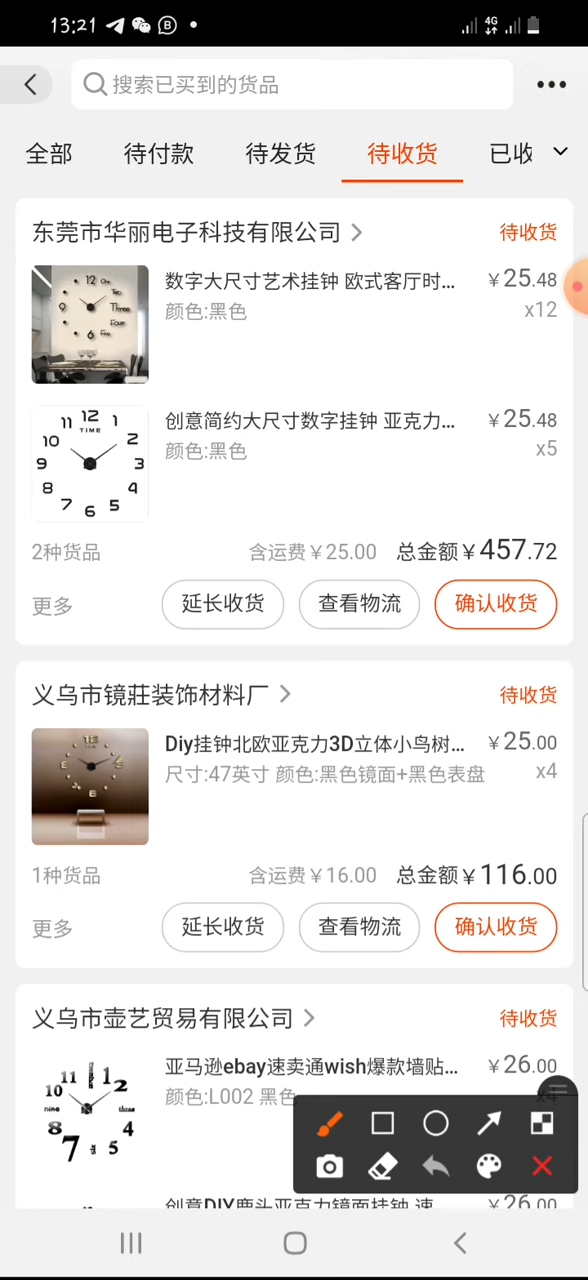 13:21
4G
搜索已买到的货品
全部 待付款 待发货 待收货 已收
东莞市华丽电子科技有限公司 待收货
数字大尺寸艺术挂钟 欧式客厅时... ￥25.48
颜色:黑色 x12
创意简约大尺寸数字挂钟 亚克力... ￥25.48
颜色:黑色 x5
2种货品 含运费￥25.00 总金额￥457.72
更多 延长收货 查看物流 确认收货
义乌市镜莊装饰材料厂 待收货
Diy挂钟北欧亚克力3D立体小鸟树... ￥25.00
尺寸:47英寸 颜色:黑色镜面+黑色表盘 x4
1种货品 含运费￥16.00 总金额￥116.00
更多 延长收货 查看物流 确认收货
义乌市壶艺贸易有限公司 待收货
亚马逊ebay速卖通wish爆款墙贴... ￥26.00
颜色:L002 黑色 x4
创意DIY鹿头亚克力镜面挂钟 速... ￥26.00